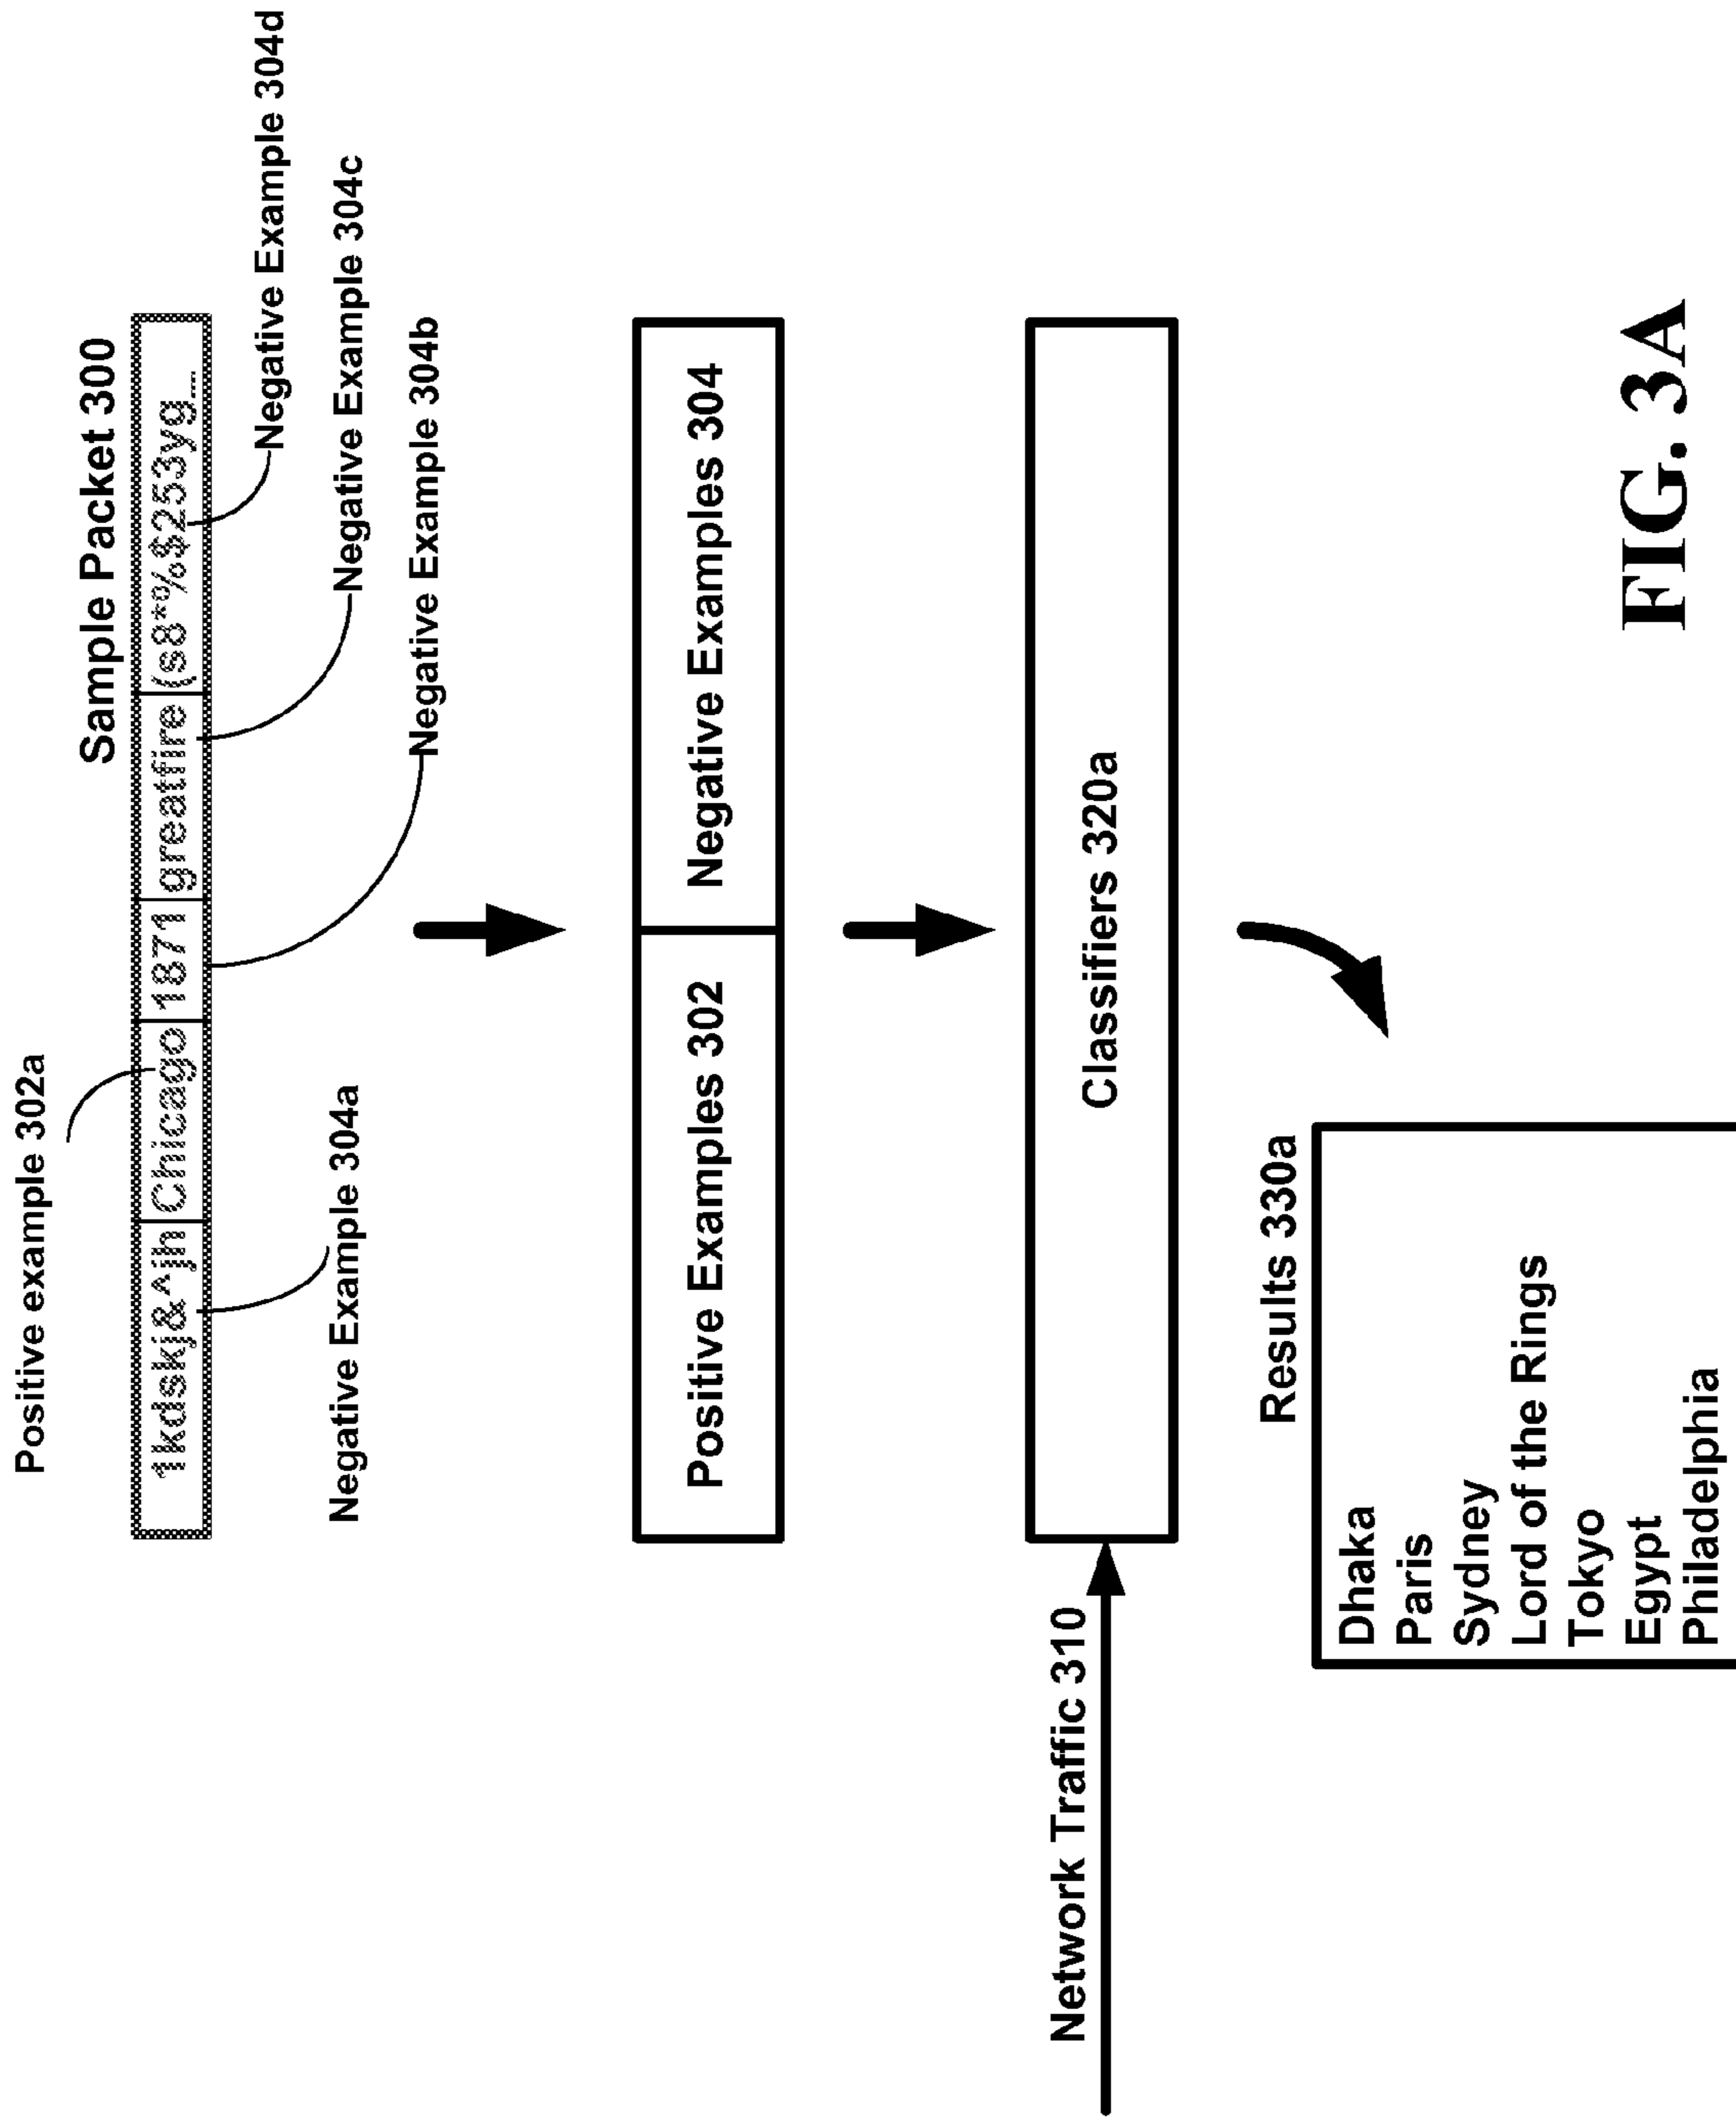 Positive example 302a
Sample Packet 300
1kdskj&^jh Chicago 1871 greatfire (s8*%$253yg...
Negative Example 304d
Negative Example 304a
Negative Example 304c
Negative Example 304b
Positive Examples 302
Negative Examples 304
Network Traffic 310
Classifiers 320a
Results 330a
Dhaka
Paris
Sydney
Lord of the Rings
Tokyo
Egypt
Philadelphia
FIG. 3A